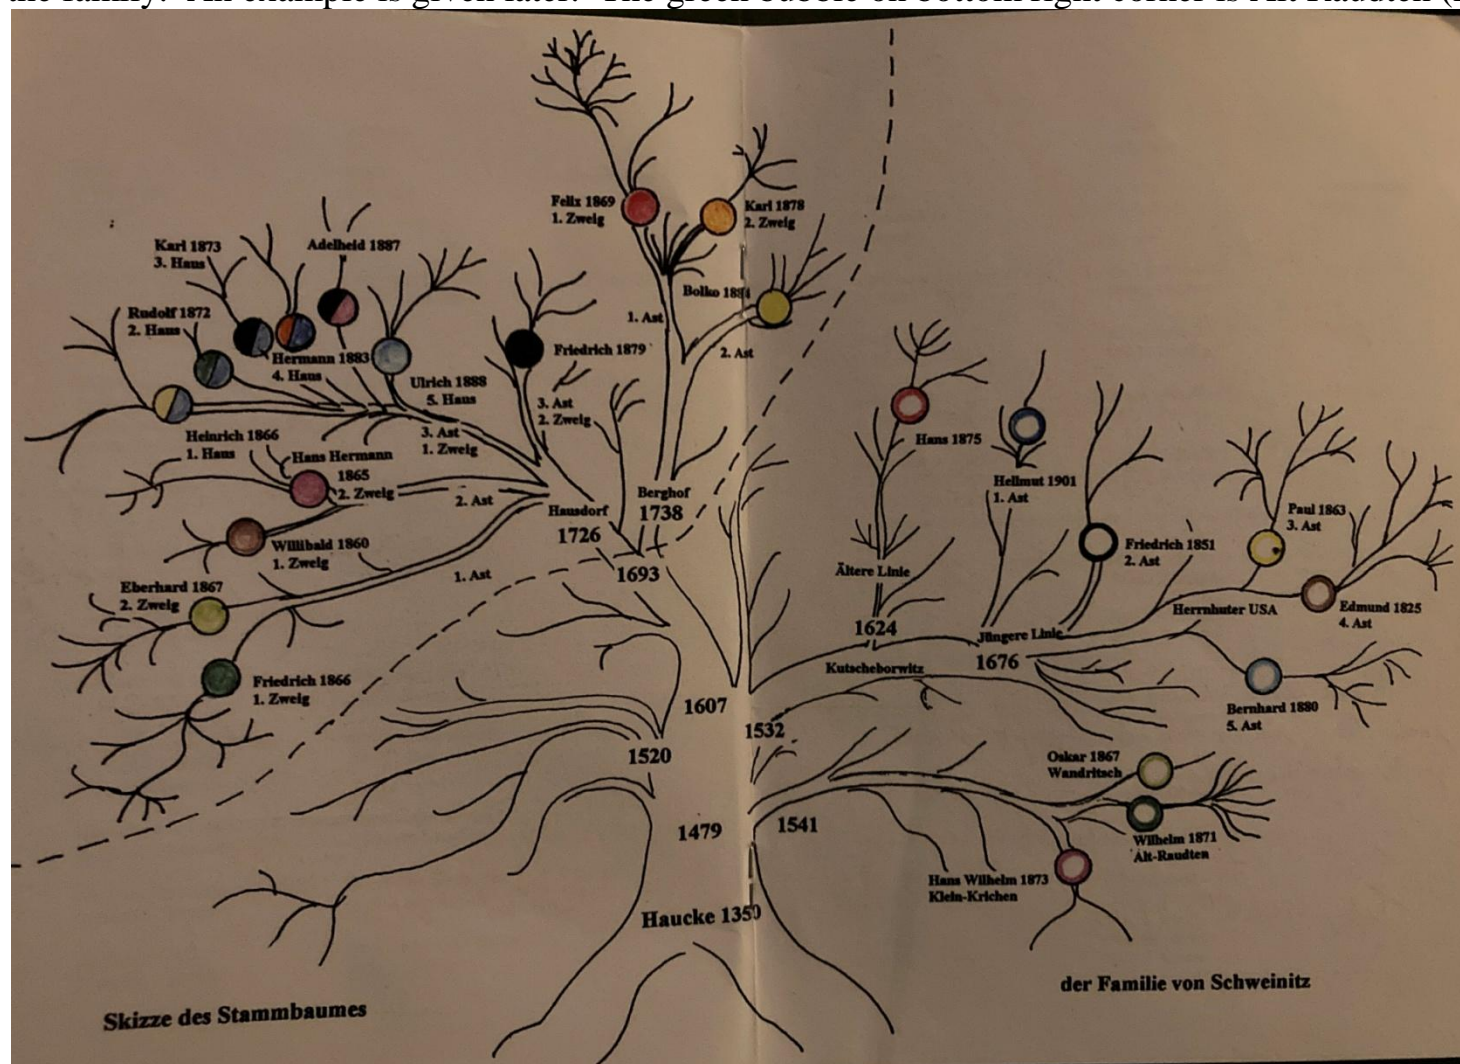 the family. An example is given later. The green bubble on bottom right corner is Alt-Raudten
Felix 1869
1. Zweig
Karl 1878
2. Zweig
Karl 1873
3. Haus
Adelheid 1887
Bolko
1. Ast
2. Ast
Rudolf 1872
2. Haus
Hermann 1883
4. Haus
Friedrich 1879
Ulrich 1888
5. Haus
3. Ast
2. Zweig
3. Ast
1. Zweig
Heinrich 1866
1. Haus
Hans Hermann
1865
2. Zweig
2. Ast
Hausdorf
1726
Berghof
1738
Willibald 1860
1. Zweig
1. Ast
1693
Eberhard 1867
2. Zweig
Friedrich 1866
1. Zweig
Hans 1875
Hellmut 1901
1. Ast
Friedrich 1851
2. Ast
Paul 1863
3. Ast
Ältere Linie
1624
Herrnhuter USA
Edmund 1825
4. Ast
Jüngere Linie
1676
Kutscheborwitz
Bernhard 1880
5. Ast
1607
1532
1520
Oskar 1867
Wandritsch
1479
1541
Wilhelm 1871
Alt-Raudten
Hans Wilhelm 1873
Klein-Krichen
Haucke 1350
Skizze des Stammbaumes
der Familie von Schweinitz